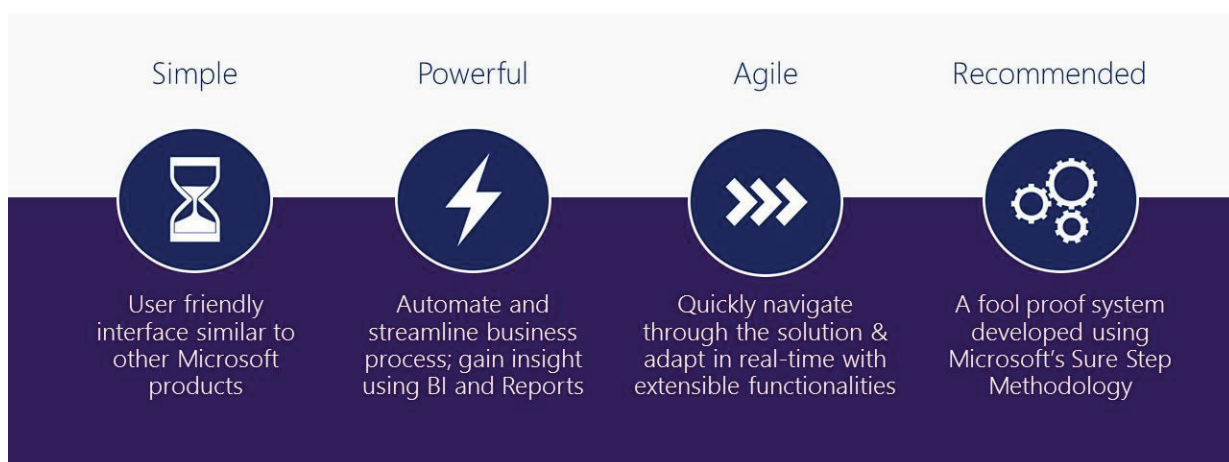 Simple
Powerful
Agile
Recommended
User friendly
interface similar to
other Microsoft
products
Automate and
streamline business
process; gain insight
using BI and Reports
Quickly navigate
through the solution &
adapt in real-time with
extensible functionalities
A fool proof system
developed using
Microsoft's Sure Step
Methodology